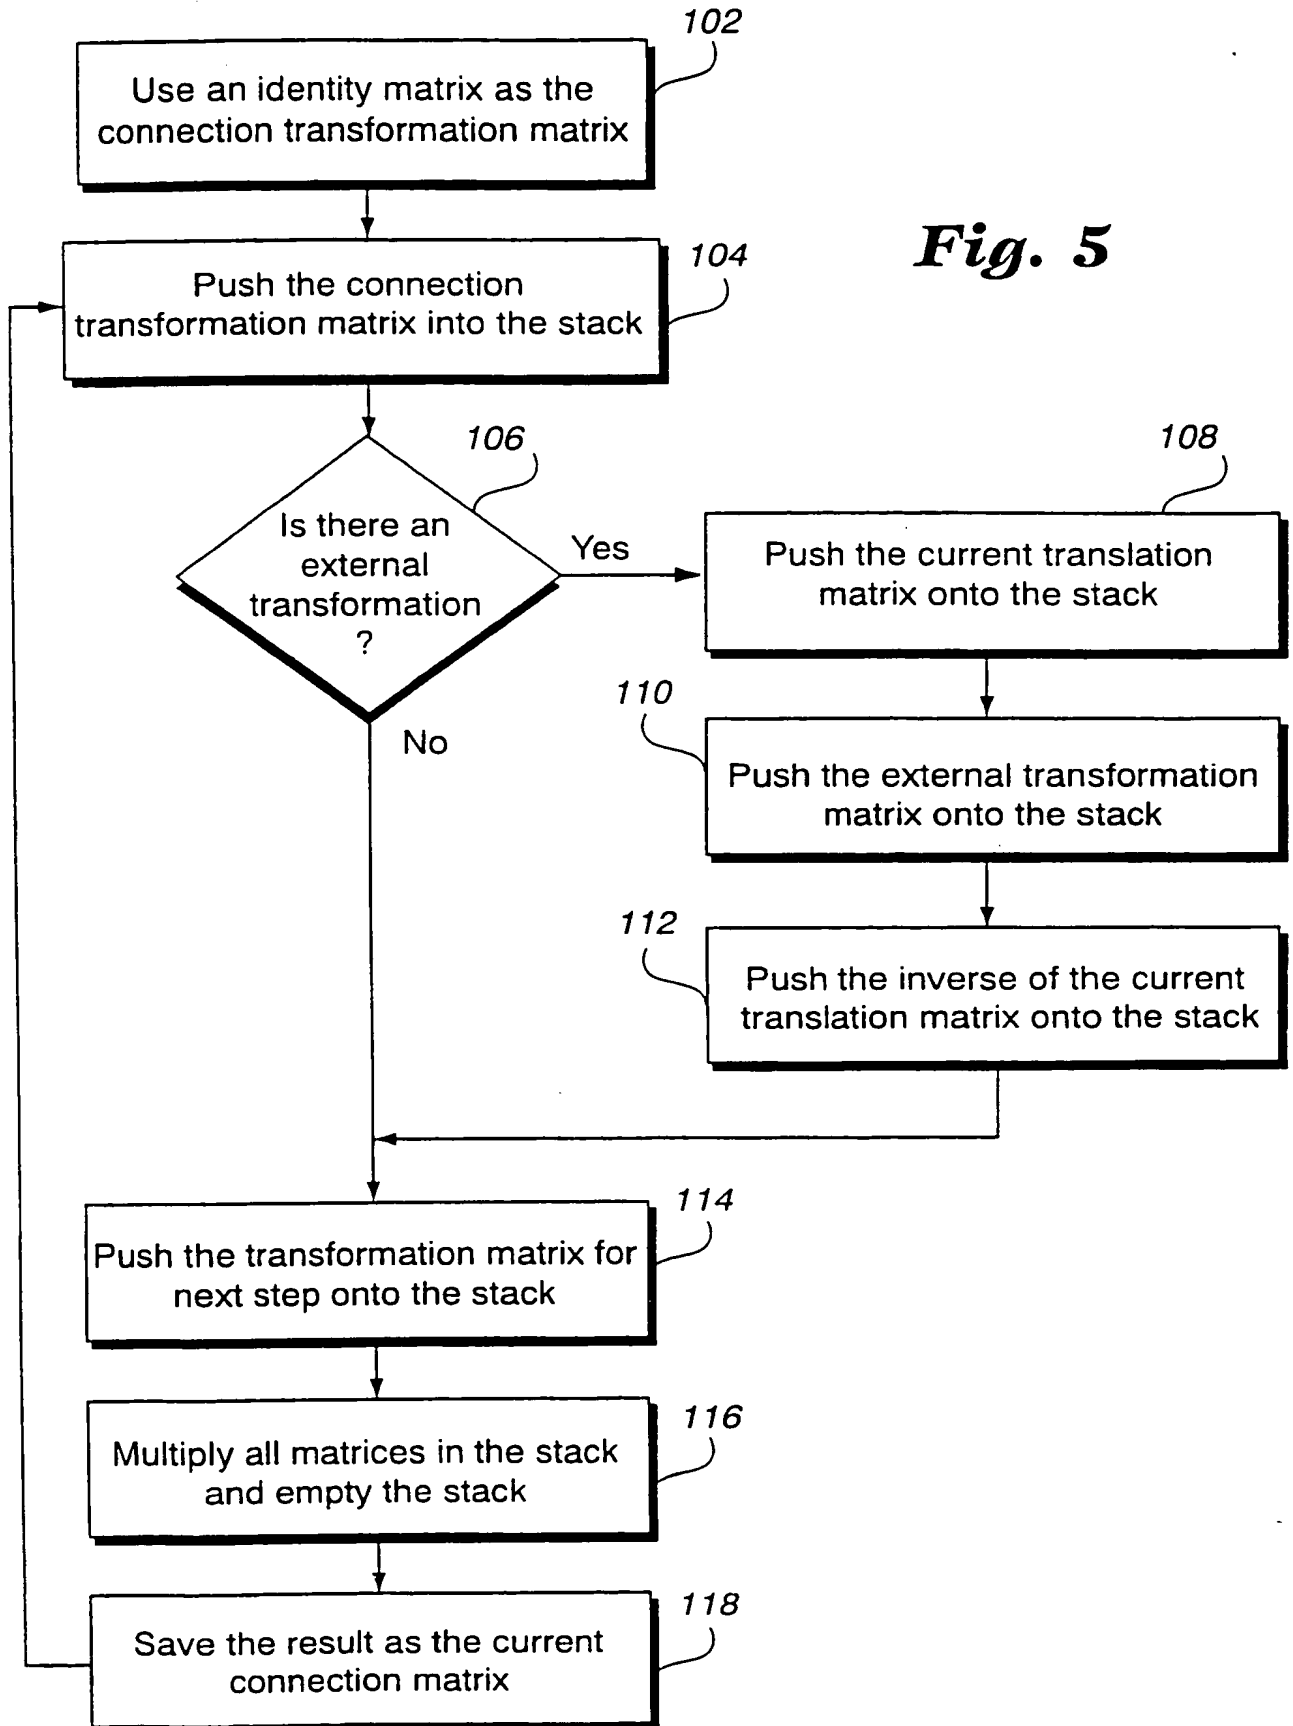 102
Use an identity matrix as the
connection transformation matrix
Fig. 5
104
Push the connection
transformation matrix into the stack
106
Is there an
external
transformation
?
Yes
No
108
Push the current translation
matrix onto the stack
110
Push the external transformation
matrix onto the stack
112
Push the inverse of the current
translation matrix onto the stack
114
Push the transformation matrix for
next step onto the stack
116
Multiply all matrices in the stack
and empty the stack
118
Save the result as the current
connection matrix